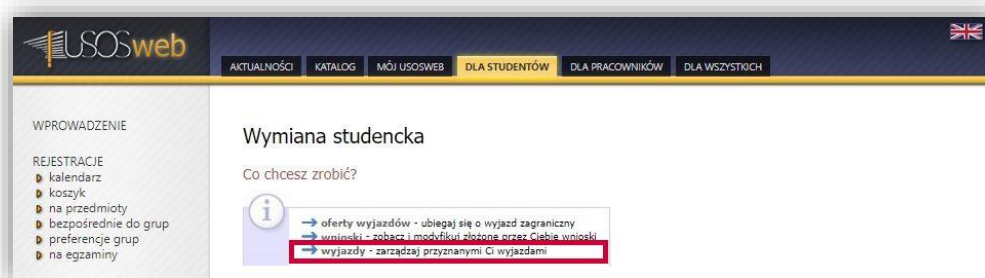 USOSweb
AKTUALNOŚCI KATALOG MÓJ USOSWEB DLA STUDENTÓW DLA PRACOWNIKÓW DLA WSZYSTKICH
WPROWADZENIE
REJESTRACJE
kalendarz
koszyk
na przedmioty
bezpośrednie do grup
preferencje grup
na egzaminy
Wymiana studencka
Co chcesz zrobić?
i
→ oferty wyjazdów - ubiegaj się o wyjazd zagraniczny
→ wnioski - zobacz i modyfikuj złożone przez Ciebie wnioski
→ wyjazdy - zarządzaj przyznanymi Ci wyjazdami